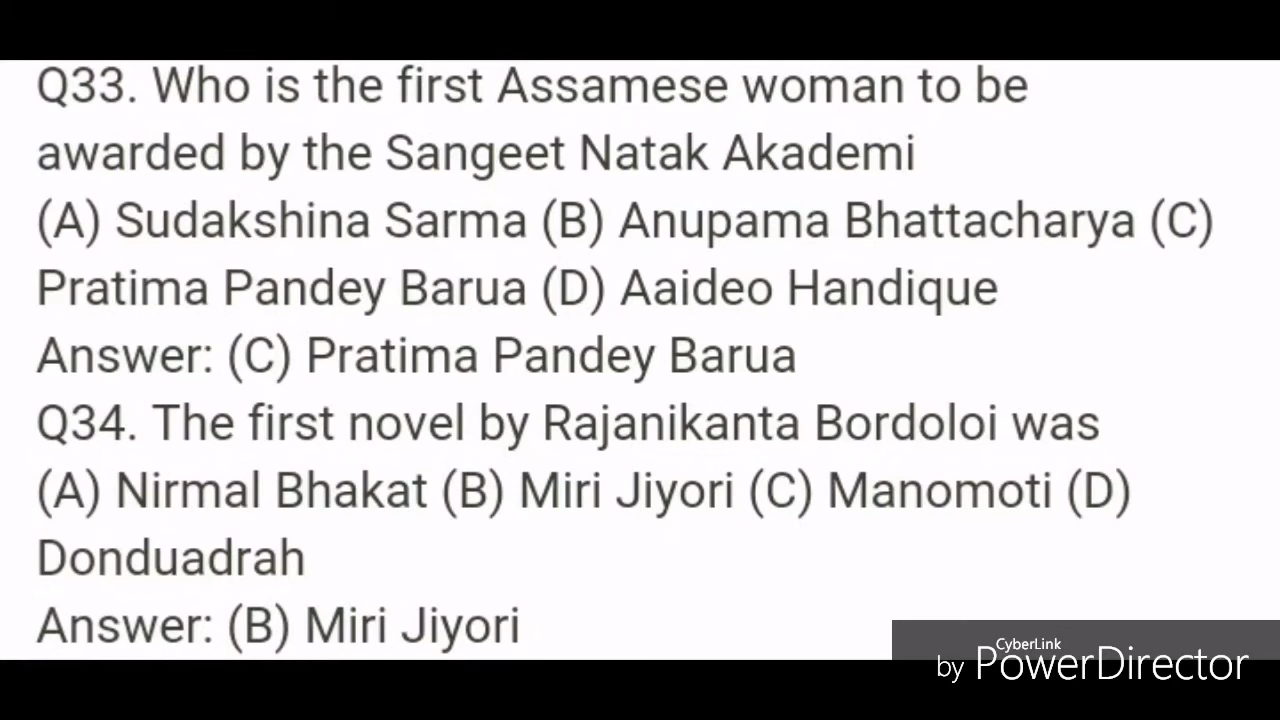 Q33. Who is the first Assamese woman to be
awarded by the Sangeet Natak Akademi
(A) Sudakshina Sarma (B) Anupama Bhattacharya (C)
Pratima Pandey Barua (D) Aaideo Handique
Answer: (C) Pratima Pandey Barua
Q34. The first novel by Rajanikanta Bordoloi was
(A) Nirmal Bhakat (B) Miri Jiyori (C) Manomoti (D)
Donduadrah
Answer: (B) Miri Jiyori
CyberLink
by PowerDirector